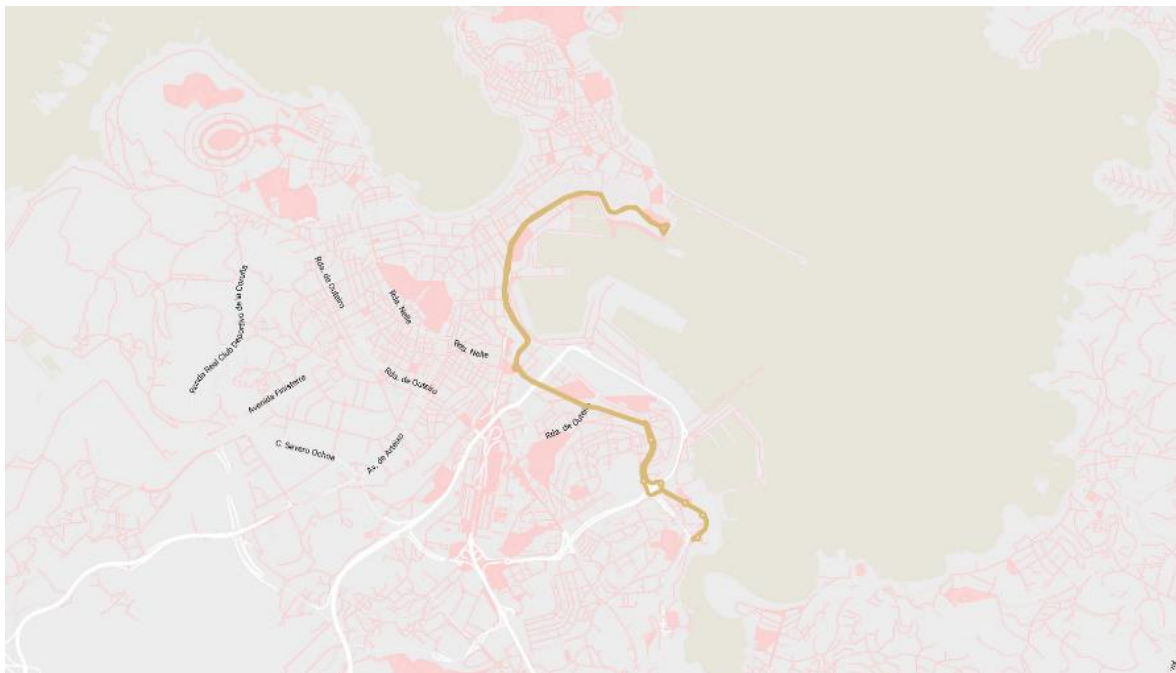 Rda. de Outeiro
Ronda Real Club Deportivo de la Coruña
Rda. Nelle
Rda. Nelle
Rda. de Outeiro
Avenida Finisterre
Rda. de Outeiro
C. Severo Ochoa
Av. de Arteixo